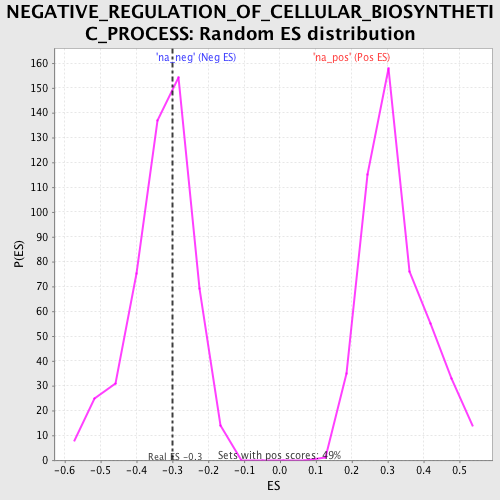 NEGATIVE_REGULATION_OF_CELLULAR_BIOSYNTHETI
C_PROCESS: Random ES distribution
'na_neg' (Neg ES)
'na_pos' (Pos ES)
160
150
140
130
120
110
100
90
80
70
60
50
40
30
20
10
0
P(ES)
Real ES -0.3
Sets with pos scores: 49%
-0.6 -0.5 -0.4 -0.3 -0.2 -0.1 0.0 0.1 0.2 0.3 0.4 0.5
ES